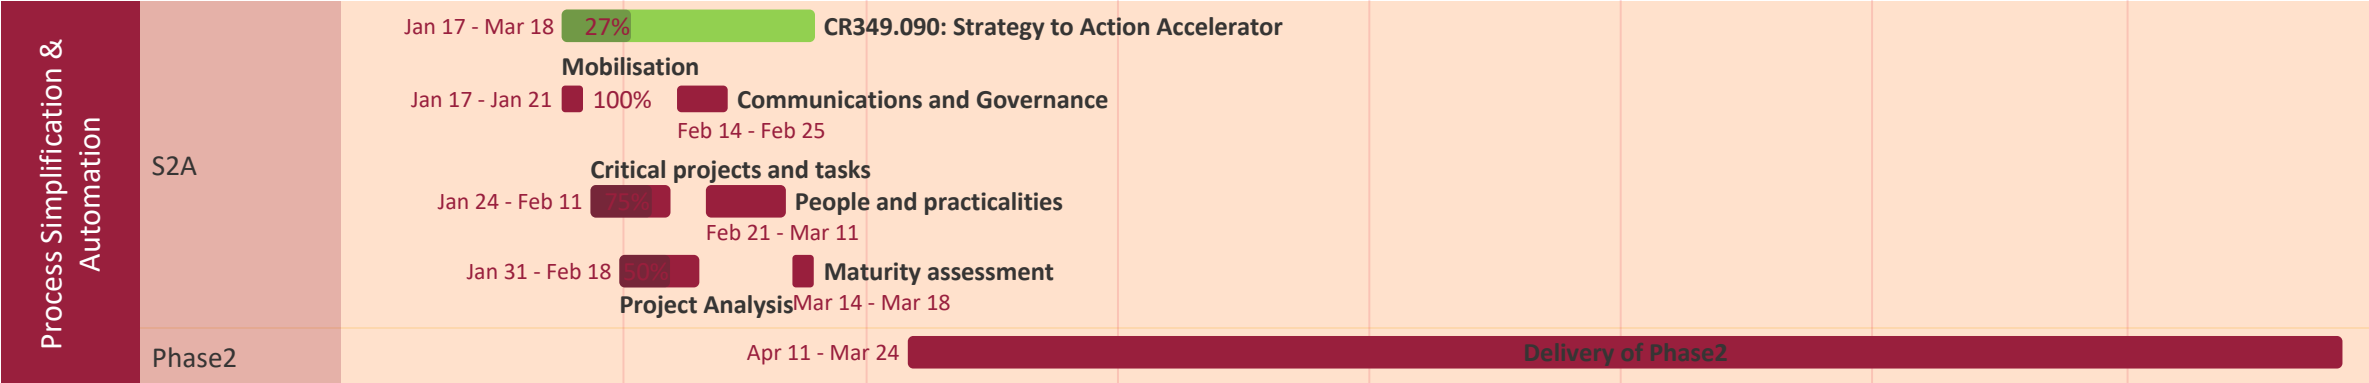 Process Simplification &
Automation
S2A
Jan 17 - Mar 18 27% CR349.090: Strategy to Action Accelerator
Mobilisation
Jan 17 - Jan 21 100% Communications and Governance
Feb 14 - Feb 25
Critical projects and tasks
Jan 24 - Feb 11 75% People and practicalities
Feb 21 - Mar 11
Jan 31 - Feb 18 50% Maturity assessment
Project Analysis Mar 14 - Mar 18
Phase2
Apr 11 - Mar 24 Delivery of Phase2